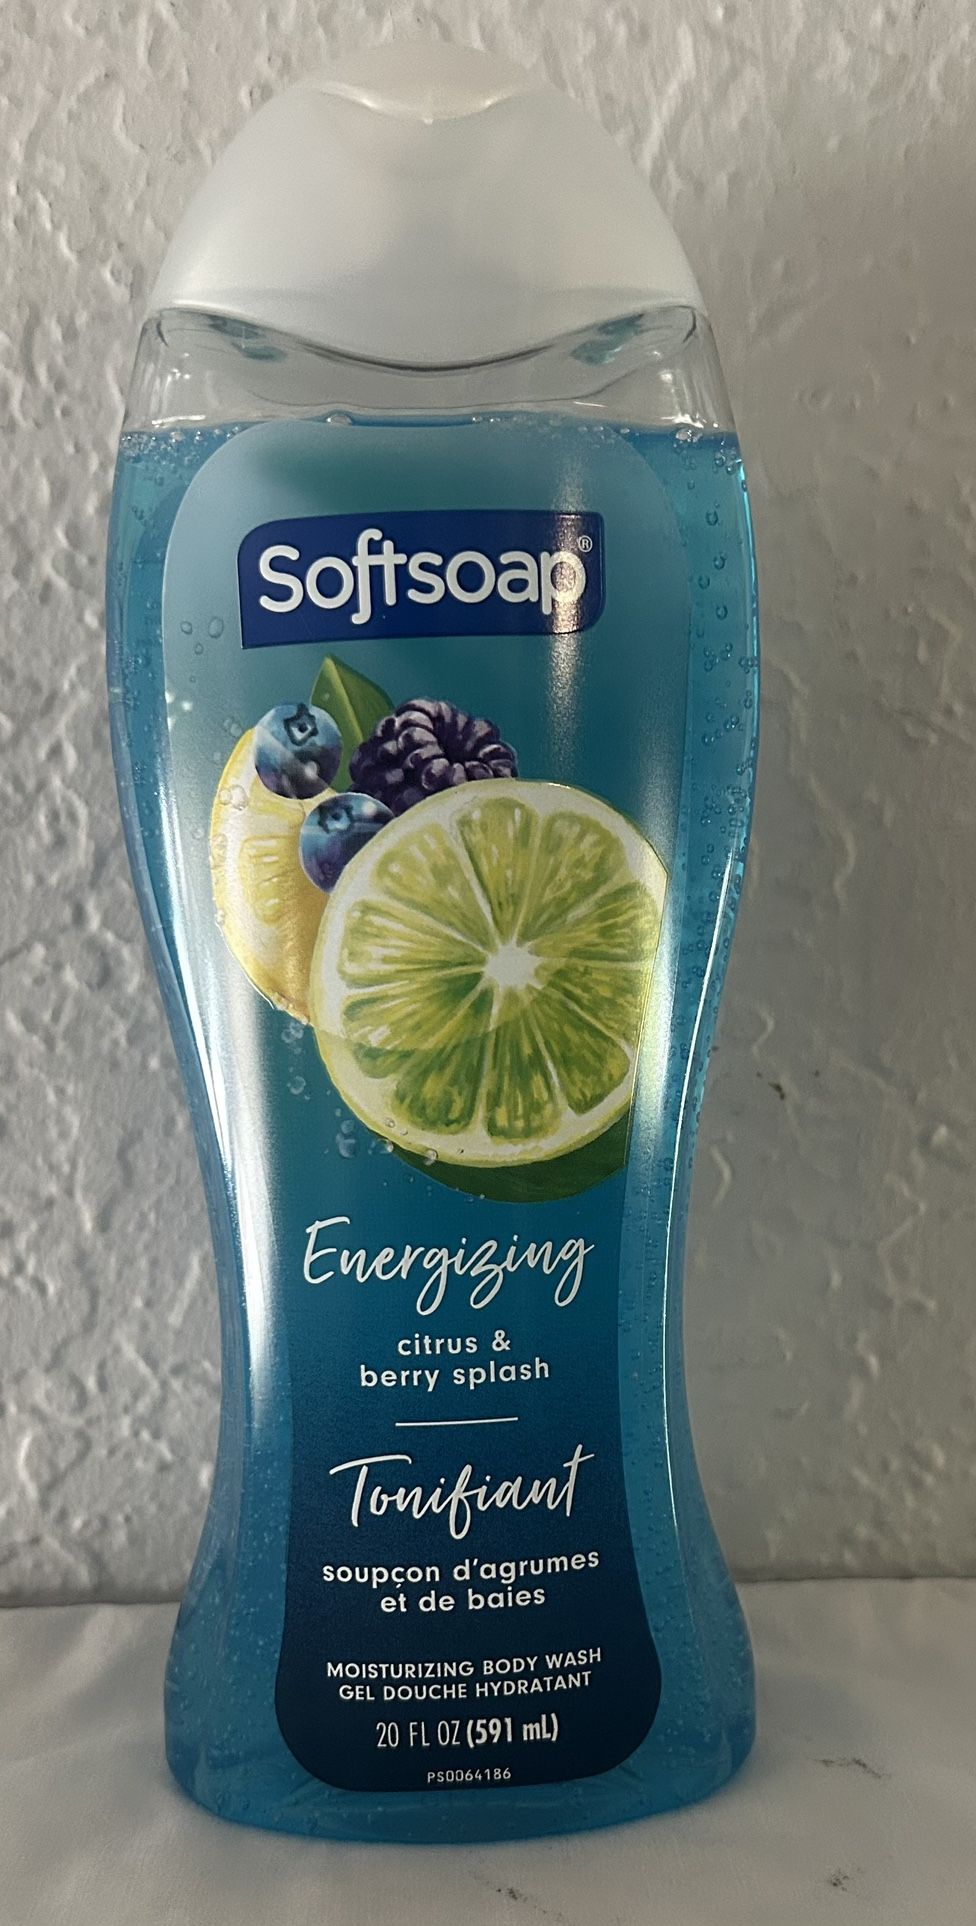 Softsoap®
Energizing
citrus &
berry splash
Tonifiant
soupçon d'agrumes
et de baies
MOISTURIZING BODY WASH
GEL DOUCHE HYDRATANT
20 FL OZ (591 mL)
PS0064186